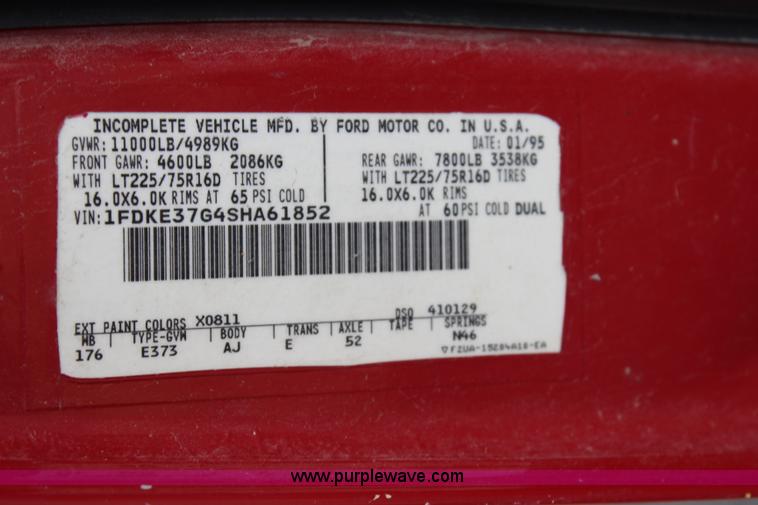 INCOMPLETE VEHICLE MFD. BY FORD MOTOR CO. IN U.S.A.
GVWR: 11000LB/4989KG DATE: 01/95
FRONT GAWR: 4600LB 2086KG REAR GAWR: 7800LB 3538KG
WITH LT225/75R16D TIRES WITH LT225/75R16D TIRES
16.0X6.0K RIMS AT 65 PSI COLD 16.0X6.0K RIMS
AT 60 PSI COLD DUAL
VIN: 1FDKE37G4SHA61852
EXT PAINT COLORS X0811 DSO 410129
WB TYPE-GVW BODY TRANS AXLE TAPE SPRINGS
176 E373 AJ E 52 N46
▽F2UA-15204A10-EA
www.purplewave.com